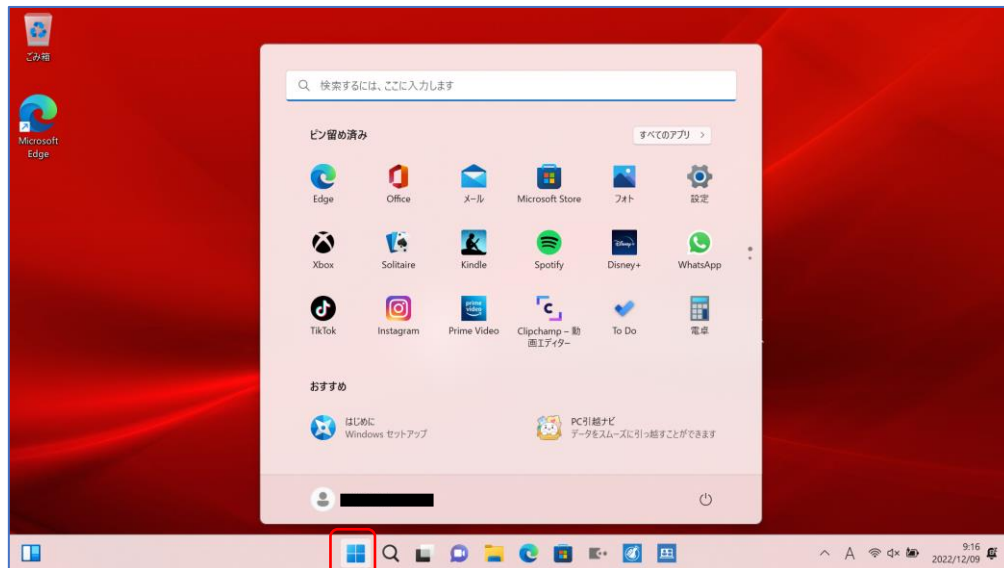 ごみ箱
Microsoft
Edge
検索するには、ここに入力します
ピン留め済み
すべてのアプリ >
Edge
Office
メール
Microsoft Store
フォト
設定
Xbox
Solitaire
Kindle
Spotify
Disney+
Disney+
WhatsApp
TikTok
Instagram
prime
video
Prime Video
Clipchamp – 動
画エディター
To Do
電卓
おすすめ
はじめに
Windows セットアップ
PC引越ナビ
データをスムーズに引っ越すことができます
A
9:16
2022/12/09